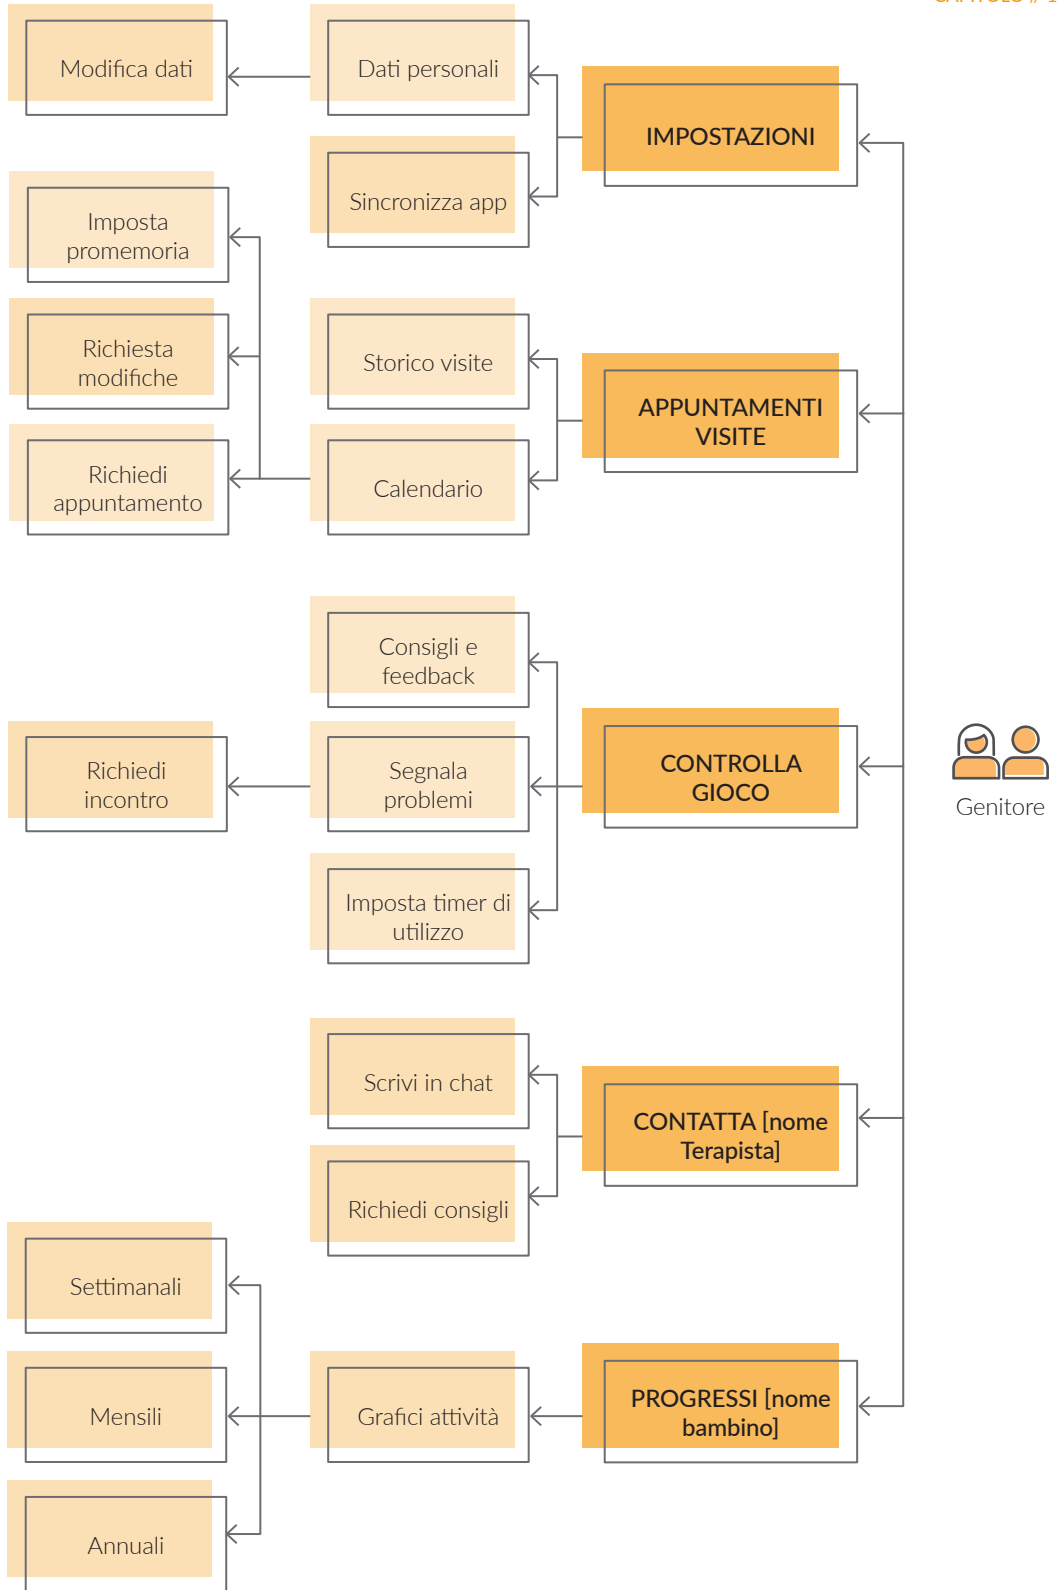 Modifica dati
Dati personali
IMPOSTAZIONI
Sincronizza app
Imposta
promemoria
Richiesta
modifiche
Storico visite
APPUNTAMENTI
VISITE
Richiedi
appuntamento
Calendario
Consigli e
feedback
Richiedi
incontro
Segnala
problemi
CONTROLLA
GIOCO
Genitore
Imposta timer di
utilizzo
Scrivi in chat
CONTATTA [nome
Terapista]
Richiedi consigli
Settimanali
Mensili
Grafici attività
PROGRESSI [nome
bambino]
Annuali